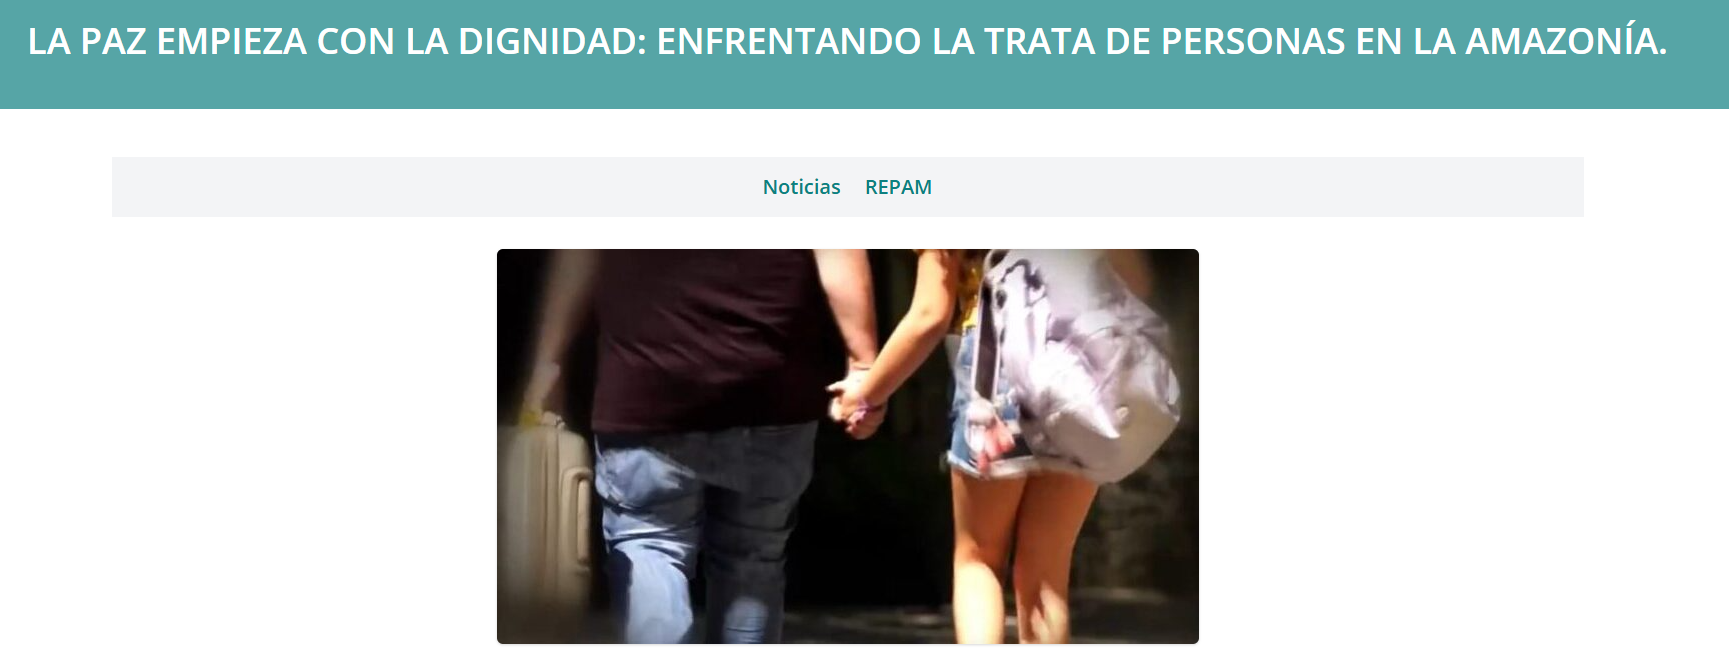 LA PAZ EMPIEZA CON LA DIGNIDAD: ENFRENTANDO LA TRATA DE PERSONAS EN LA AMAZONÍA.
Noticias REPAM